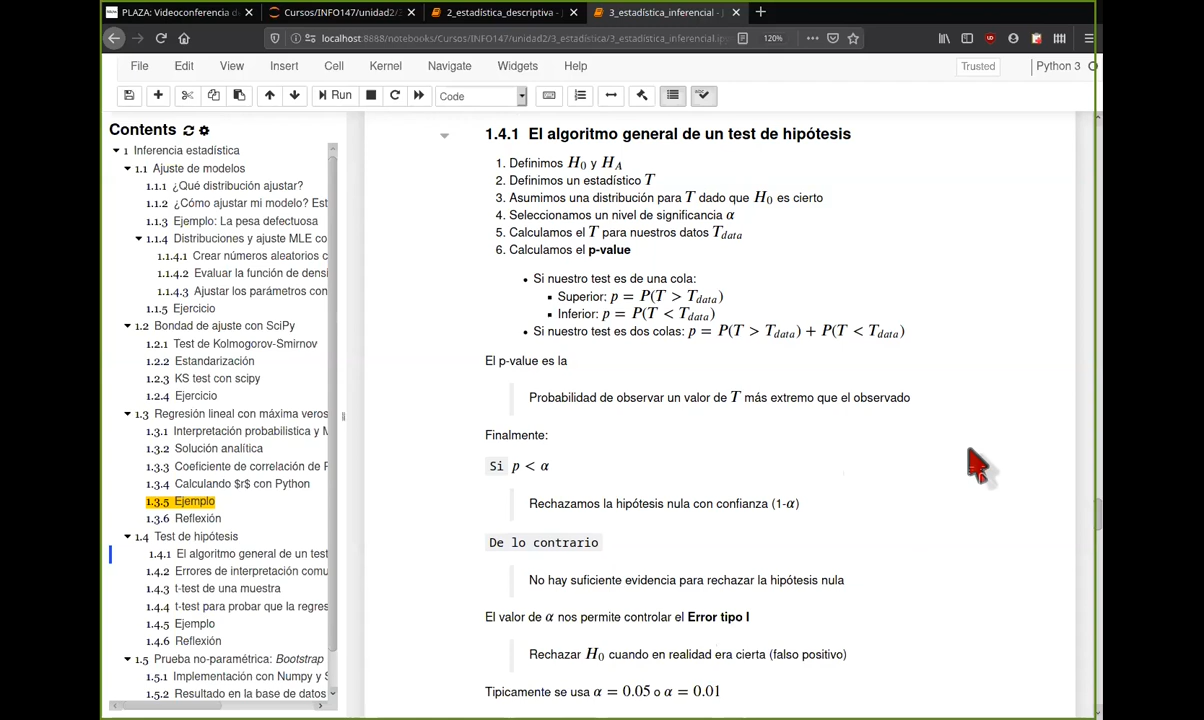 PLAZA: Videoconferencia d
Cursos/INFO147/unidad2/3
2_estadística_descriptiva - J
3_estadística_inferencial - J
localhost:8888/notebooks/Cursos/INFO147/unidad2/3_estadística/3_estadística_inferencial.ip
120%
File Edit View Insert Cell Kernel Navigate Widgets Help
Trusted
Python 3
Run
Code
Contents
1 Inferencia estadística
1.1 Ajuste de modelos
1.1.1 ¿Qué distribución ajustar?
1.1.2 ¿Cómo ajustar mi modelo? Est
1.1.3 Ejemplo: La pesa defectuosa
1.1.4 Distribuciones y ajuste MLE co
1.1.4.1 Crear números aleatorios c
1.1.4.2 Evaluar la función de densi
1.1.4.3 Ajustar los parámetros con
1.1.5 Ejercicio
1.2 Bondad de ajuste con SciPy
1.2.1 Test de Kolmogorov-Smirnov
1.2.2 Estandarización
1.2.3 KS test con scipy
1.2.4 Ejercicio
1.3 Regresión lineal con máxima veros
1.3.1 Interpretación probabilistica y M
1.3.2 Solución analítica
1.3.3 Coeficiente de correlación de P
1.3.4 Calculando $r$ con Python
1.3.5 Ejemplo
1.3.6 Reflexión
1.4 Test de hipótesis
1.4.1 El algoritmo general de un test
1.4.2 Errores de interpretación comu
1.4.3 t-test de una muestra
1.4.4 t-test para probar que la regres
1.4.5 Ejemplo
1.4.6 Reflexión
1.5 Prueba no-paramétrica: Bootstrap
1.5.1 Implementación con Numpy y S
1.5.2 Resultado en la base de datos
1.4.1 El algoritmo general de un test de hipótesis
1. Definimos H₀ y H_A
2. Definimos un estadístico T
3. Asumimos una distribución para T dado que H₀ es cierto
4. Seleccionamos un nivel de significancia α
5. Calculamos el T para nuestros datos T_data
6. Calculamos el p-value
• Si nuestro test es de una cola:
▪ Superior: p = P(T > T_data)
▪ Inferior: p = P(T < T_data)
• Si nuestro test es dos colas: p = P(T > T_data) + P(T < T_data)
El p-value es la
Probabilidad de observar un valor de T más extremo que el observado
Finalmente:
Si p < α
Rechazamos la hipótesis nula con confianza (1-α)
De lo contrario
No hay suficiente evidencia para rechazar la hipótesis nula
El valor de α nos permite controlar el Error tipo I
Rechazar H₀ cuando en realidad era cierta (falso positivo)
Tipicamente se usa α = 0.05 o α = 0.01